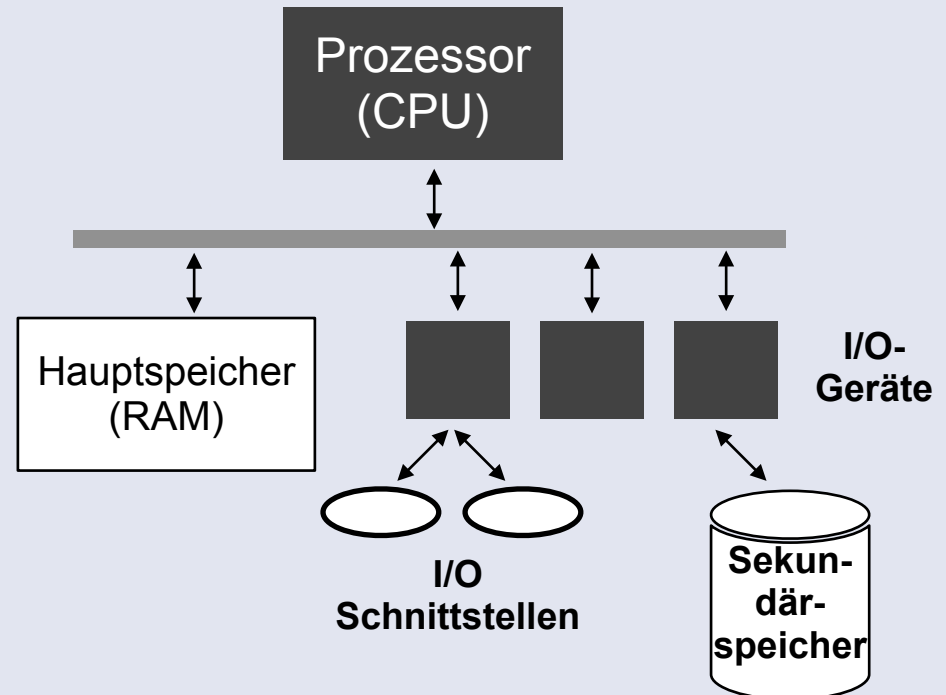 Prozessor
(CPU)
Hauptspeicher
(RAM)
I/O-
Geräte
I/O
Schnittstellen
Sekun-
där-
speicher